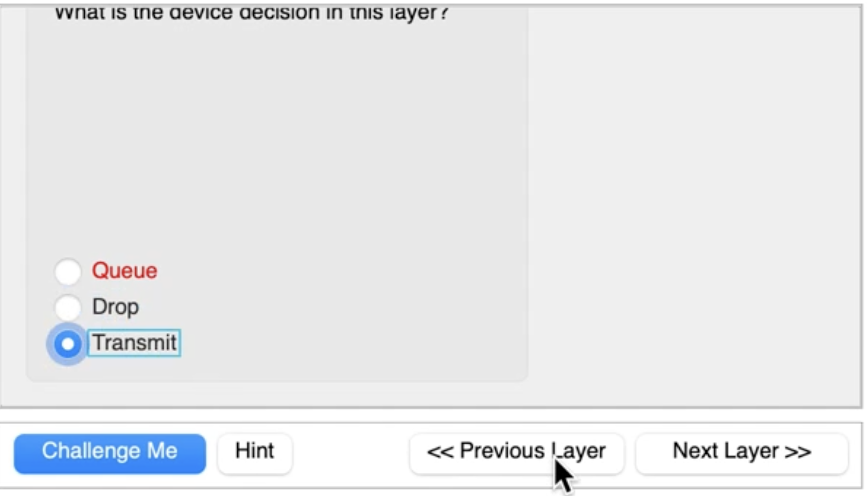 What is the device decision in this layer?
Queue
Drop
Transmit
Challenge Me
Hint
<< Previous Layer
Next Layer >>